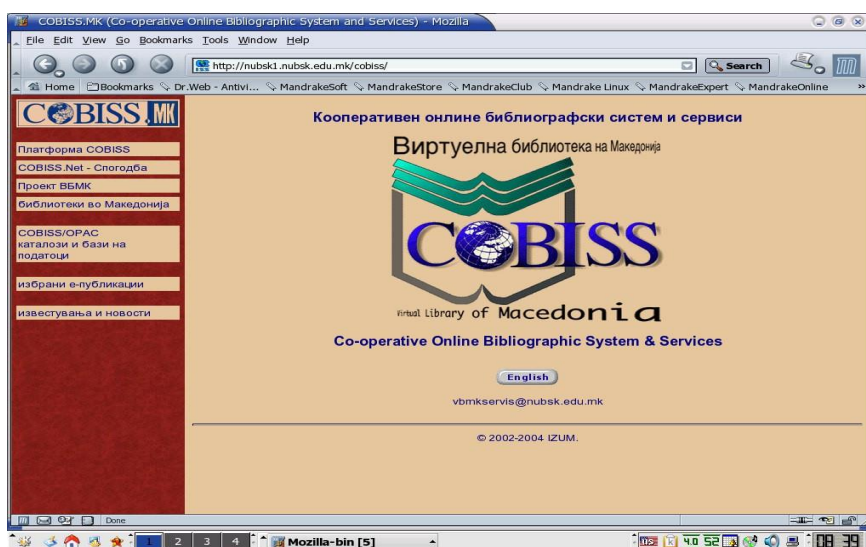 COBISS.MK (Co-operative Online Bibliographic System and Services) - Mozilla
File Edit View Go Bookmarks Tools Window Help
http://nubsk1.nubsk.edu.mk/cobiss/
Search
Home Bookmarks Dr.Web - Antivi... MandrakeSoft MandrakeStore MandrakeClub Mandrake Linux MandrakeExpert MandrakeOnline »
COBISS.MK
Платформа COBISS
COBISS.Net - Спогодба
Проект ВБМК
библиотеки во Македонија
COBISS/OPAC
каталози и бази на
податоци
избрани е-публикации
известувања и новости
Кооперативен онлине библиографски систем и сервиси
Виртуелна библиотека на Македонија
COBISS
Virtual Library of Macedonia
Co-operative Online Bibliographic System & Services
English
vbmkservis@nubsk.edu.mk
© 2002-2004 IZUM.
Done
1 2 3 4 Mozilla-bin [5] 40 52 08 39